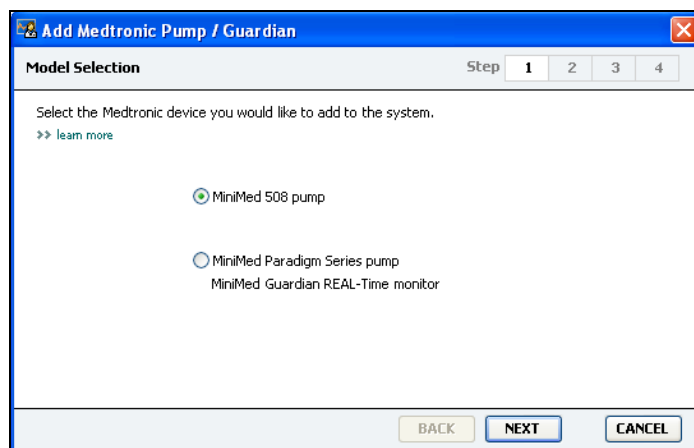 Add Medtronic Pump / Guardian
Model Selection Step 1 2 3 4
Select the Medtronic device you would like to add to the system.
>> learn more
MiniMed 508 pump
MiniMed Paradigm Series pump
MiniMed Guardian REAL-Time monitor
BACK NEXT CANCEL